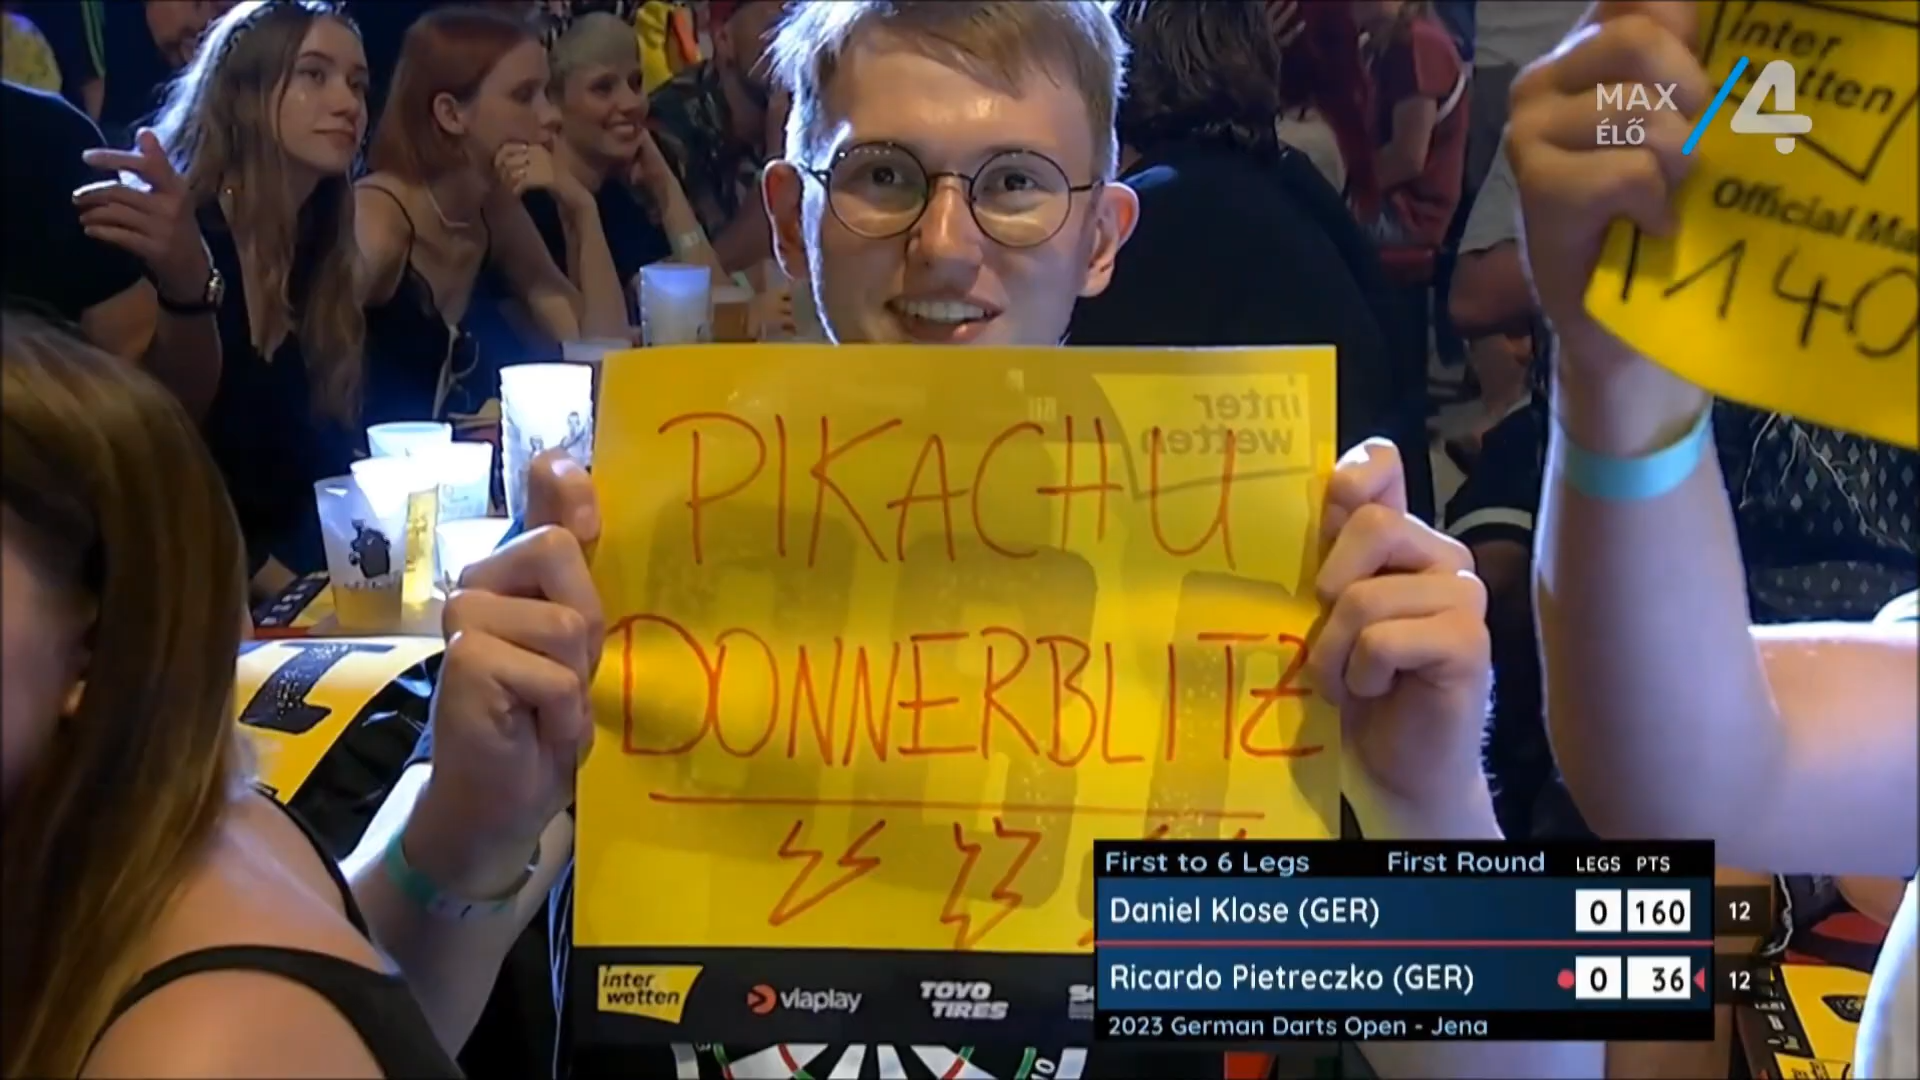 MAX
ÉLŐ
4
inter
wetten
Official Ma
140
inter
wetten
PIKACHU
DONNERBLITZ
inter
wetten
viaplay
TOYO
TIRES
First to 6 Legs First Round LEGS PTS
Daniel Klose (GER) 0 160 12
Ricardo Pietreczko (GER) 0 36 12
2023 German Darts Open - Jena
10